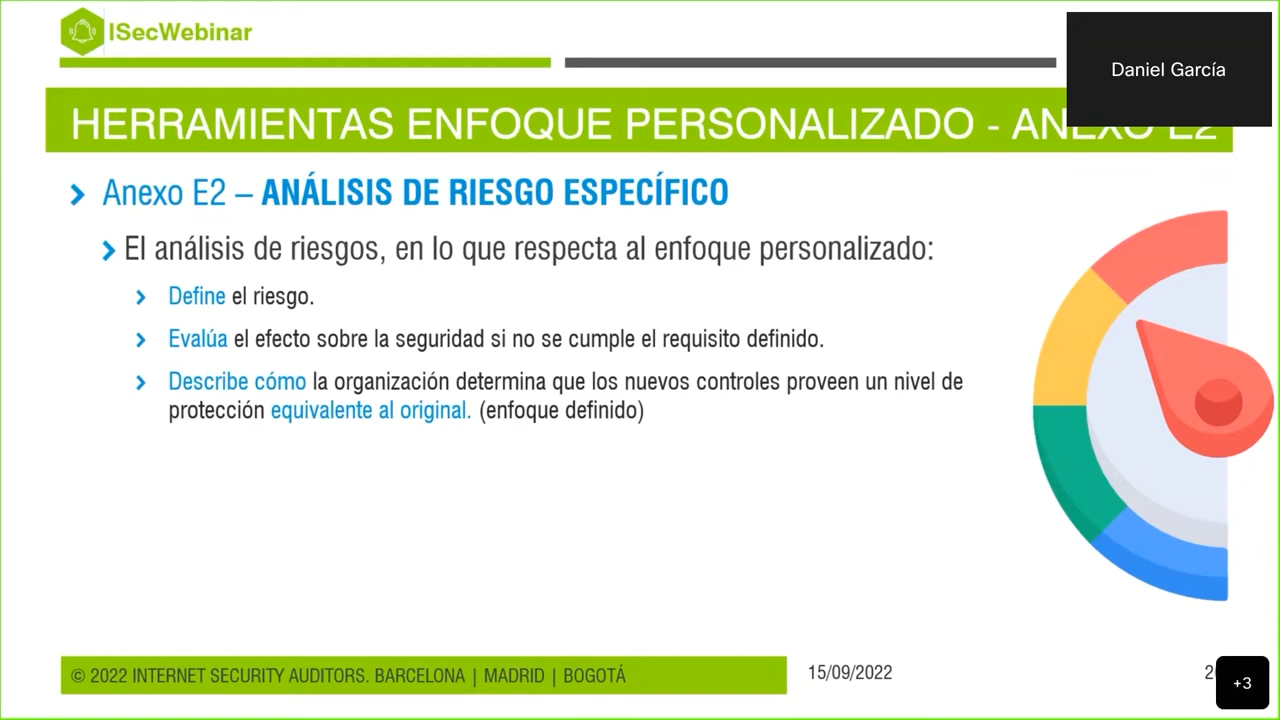 ISecWebinar
Daniel García
HERRAMIENTAS ENFOQUE PERSONALIZADO - ANEXO E2
Anexo E2 – ANÁLISIS DE RIESGO ESPECÍFICO
El análisis de riesgos, en lo que respecta al enfoque personalizado:
Define el riesgo.
Evalúa el efecto sobre la seguridad si no se cumple el requisito definido.
Describe cómo la organización determina que los nuevos controles proveen un nivel de
protección equivalente al original. (enfoque definido)
© 2022 INTERNET SECURITY AUDITORS. BARCELONA | MADRID | BOGOTÁ
15/09/2022
+3